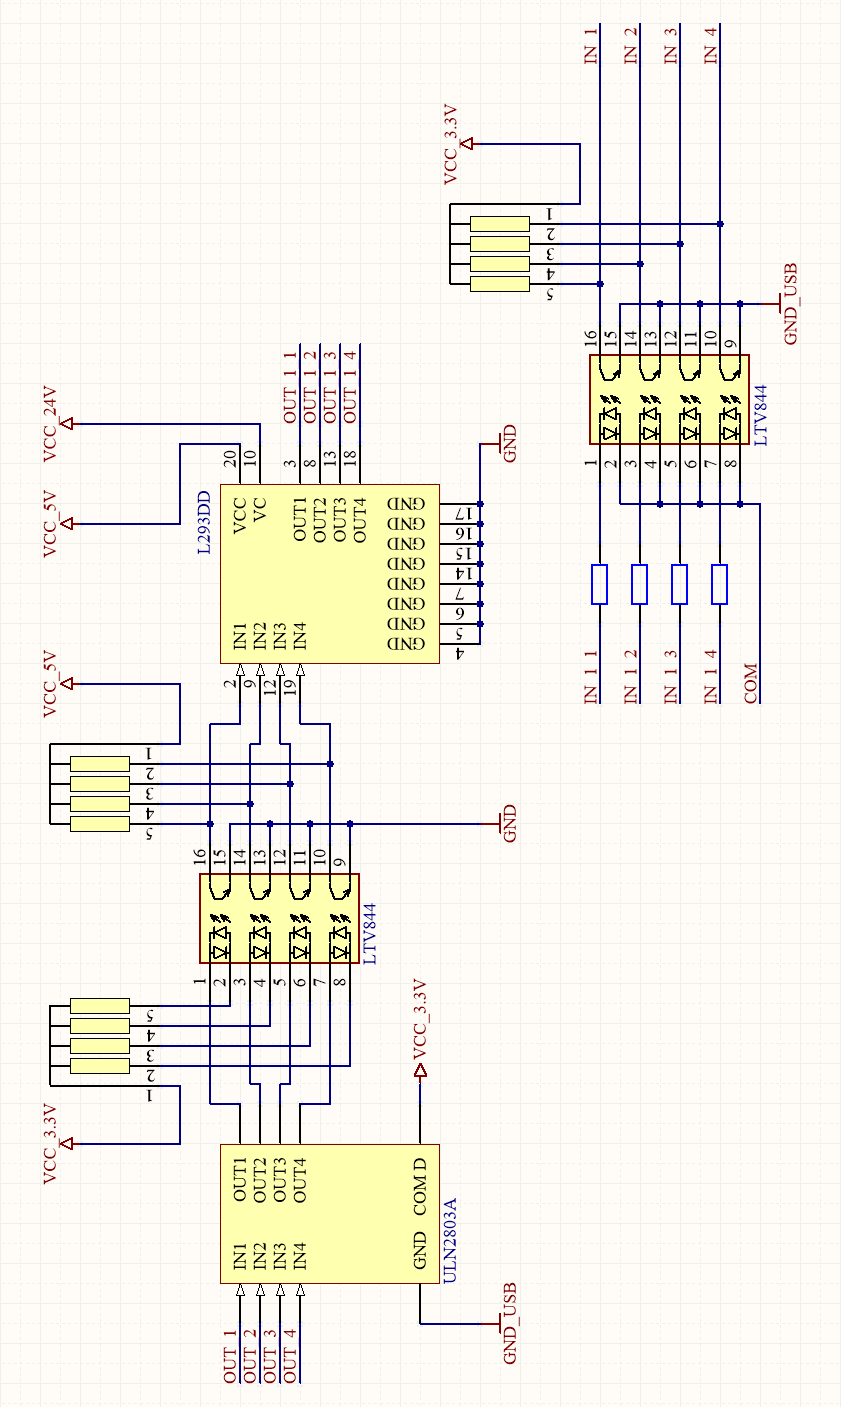 IN 1
IN 2
IN 3
IN 4
VCC_3.3V
1
2
3
4
5
GND_USB
16
15
14
13
12
11
10
9
LTV844
1
2
3
4
5
6
7
8
IN 1 1
IN 1 2
IN 1 3
IN 1 4
COM
OUT 1 1
OUT 1 2
OUT 1 3
OUT 1 4
VCC_24V
VCC_5V
20
10
3
8
13
18
GND
L293DD
VCC
VC
OUT1
OUT2
OUT3
OUT4
GND
GND
GND
GND
GND
GND
GND
GND
17
16
15
14
7
6
5
4
IN1
IN2
IN3
IN4
2
9
12
19
VCC_5V
1
2
3
4
5
GND
16
15
14
13
12
11
10
9
LTV844
1
2
3
4
5
6
7
8
5
4
3
2
1
VCC_3.3V
VCC_3.3V
OUT1
OUT2
OUT3
OUT4
COM D
IN1
IN2
IN3
IN4
GND
ULN2803A
OUT 1
OUT 2
OUT 3
OUT 4
GND_USB